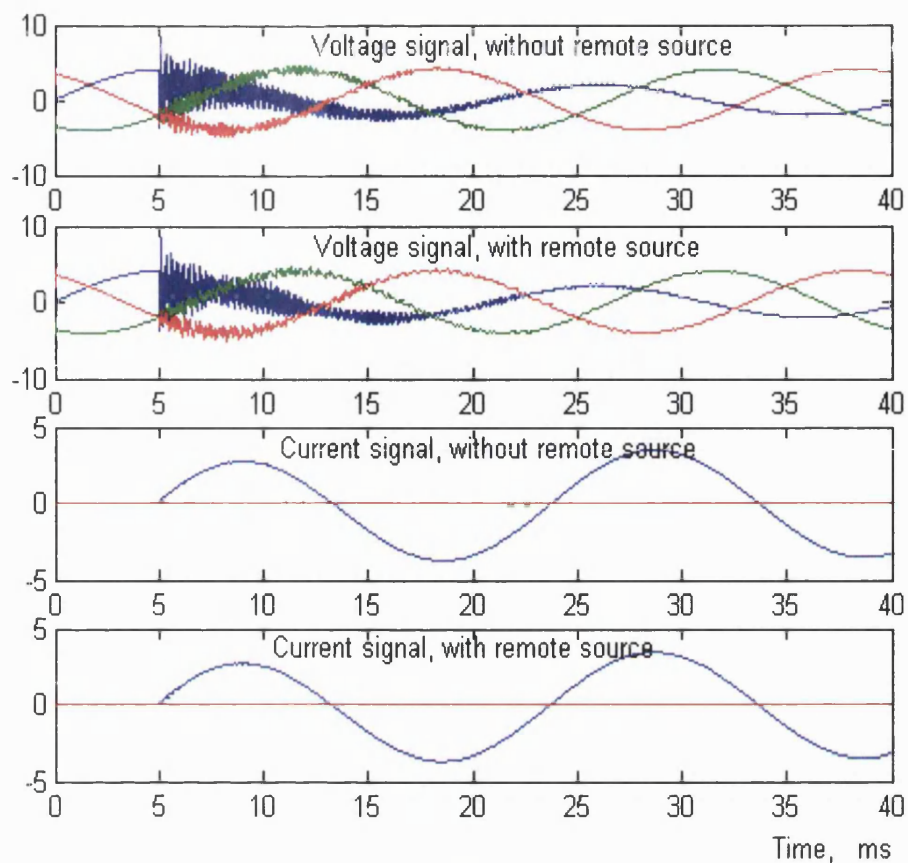 10
Voltage signal, without remote source
0
-10
0 5 10 15 20 25 30 35 40
10
Voltage signal, with remote source
0
-10
0 5 10 15 20 25 30 35 40
5
Current signal, without remote source
0
-5
0 5 10 15 20 25 30 35 40
5
Current signal, with remote source
0
-5
0 5 10 15 20 25 30 35 40
Time, ms